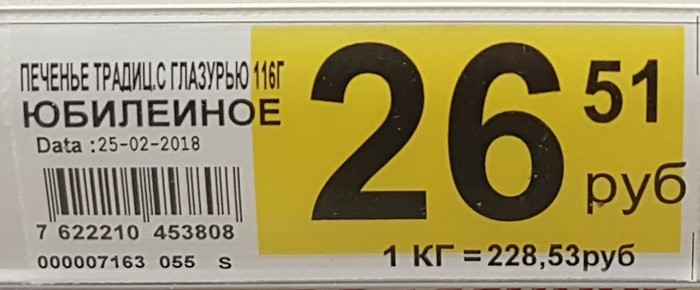 ПЕЧЕНЬЕ ТРАДИЦ.С ГЛАЗУРЬЮ 116Г
ЮБИЛЕЙНОЕ
Data :25-02-2018
7 622210 453808
000007163 055 S
26 51
руб
1 КГ =228,53руб